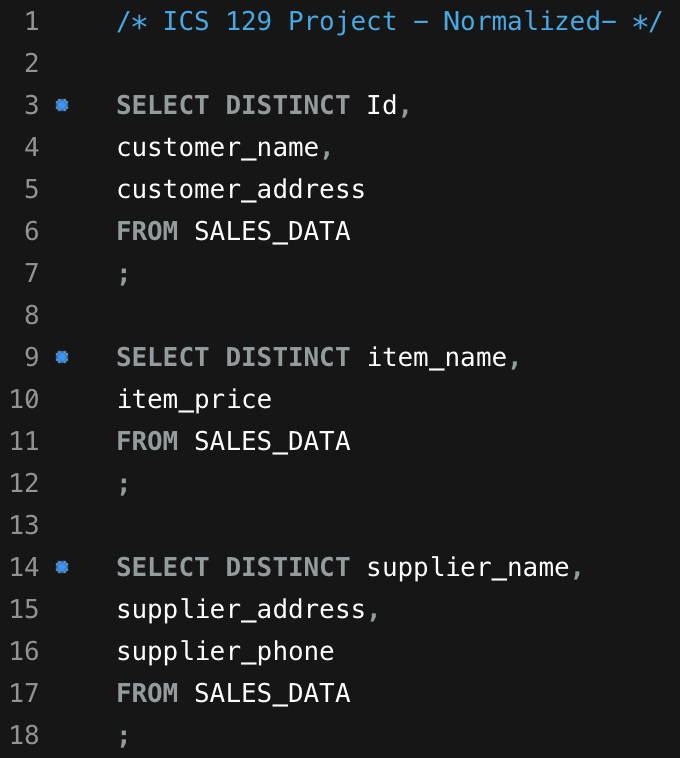 1 /* ICS 129 Project - Normalized- */
2
3 SELECT DISTINCT Id,
4 customer_name,
5 customer_address
6 FROM SALES_DATA
7 ;
8
9 SELECT DISTINCT item_name,
10 item_price
11 FROM SALES_DATA
12 ;
13
14 SELECT DISTINCT supplier_name,
15 supplier_address,
16 supplier_phone
17 FROM SALES_DATA
18 ;